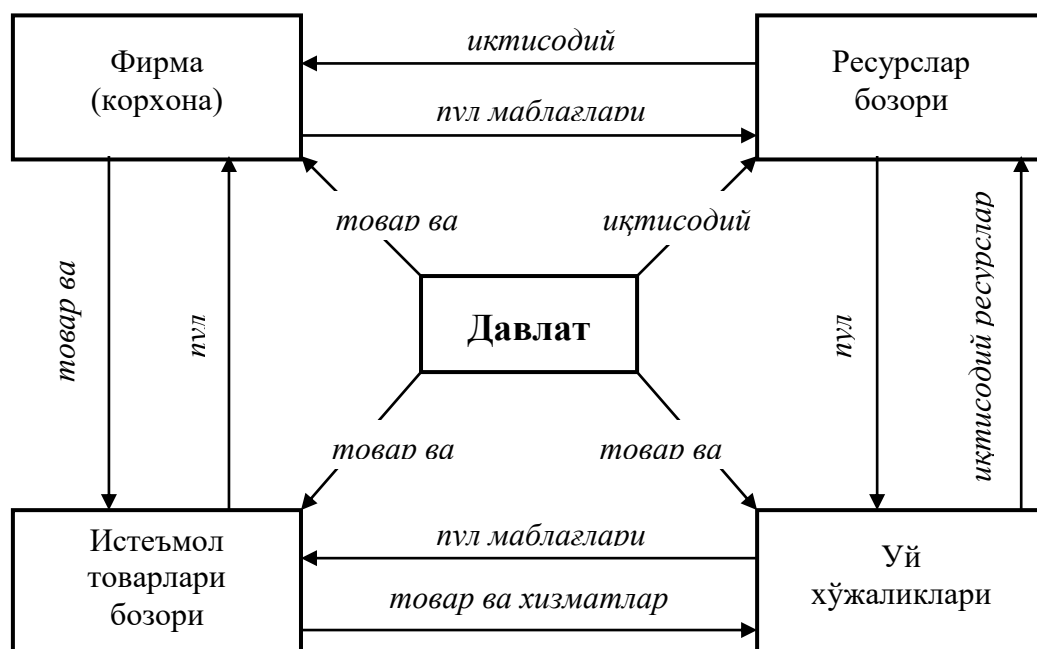 иқтисодий
Фирма
(корхона)
Ресурслар
бозори
пул маблағлари
товар ва
иқтисодий
товар ва
пул
Давлат
пул
иқтисодий ресурслар
товар ва
товар ва
Истеъмол
товарлари
бозори
пул маблағлари
товар ва хизматлар
Уй
хўжаликлари